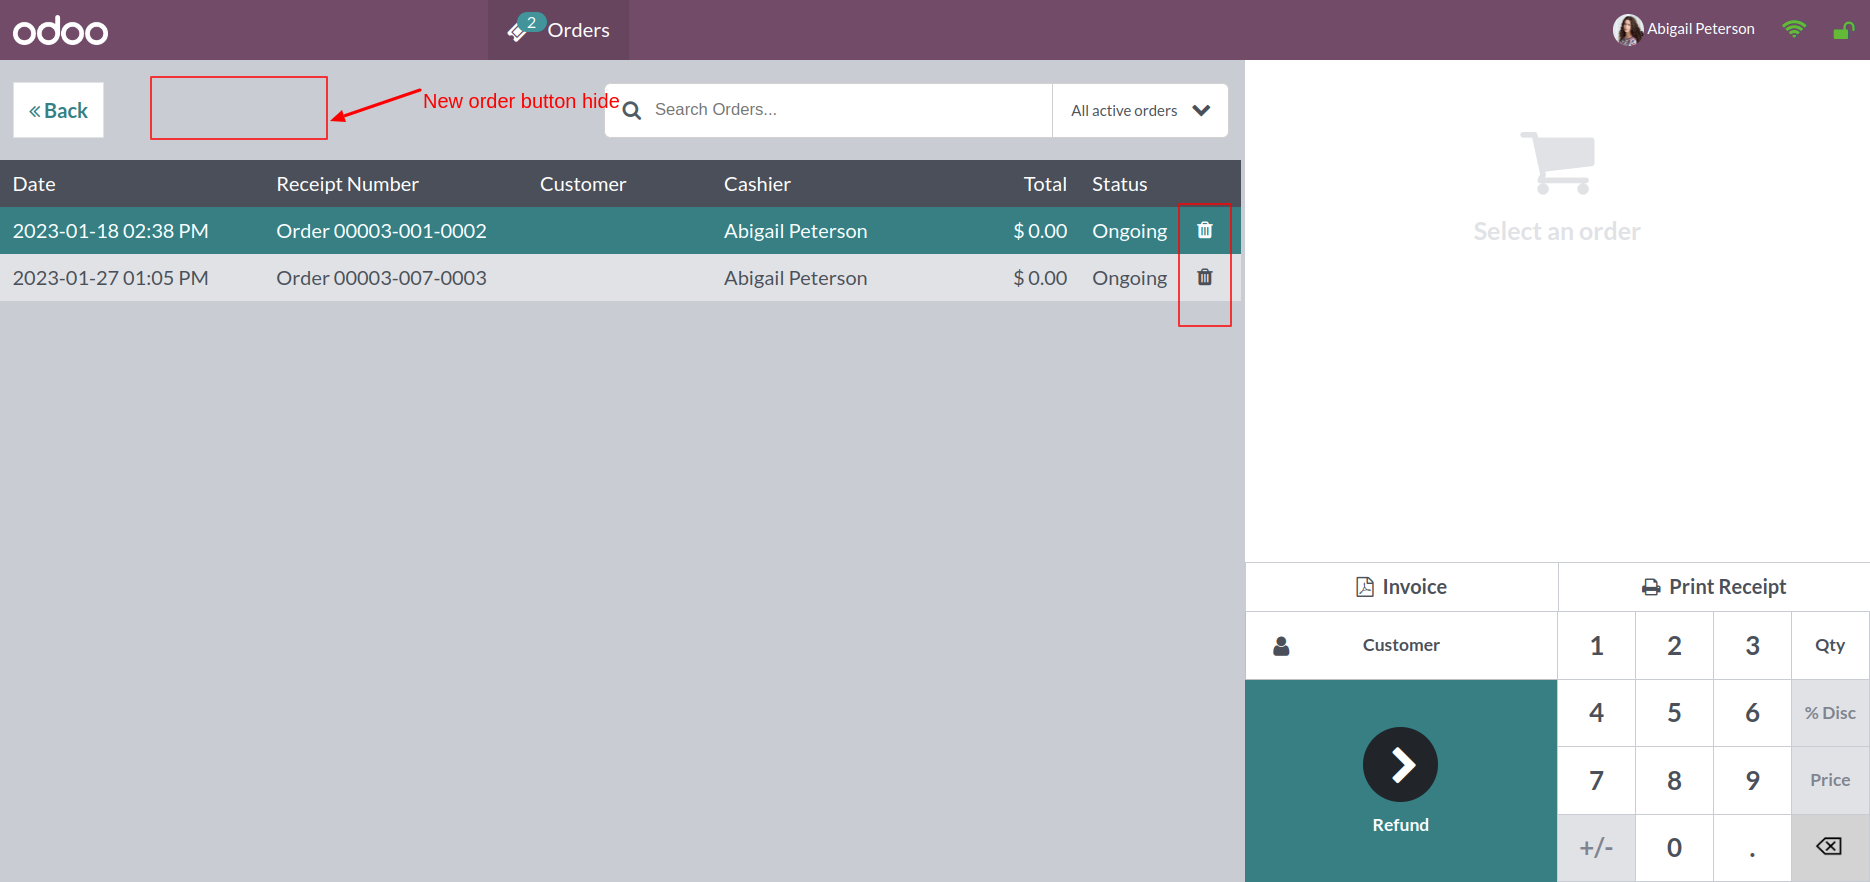 odoo
2 Orders
Abigail Peterson
Back
New order button hide
Search Orders...
All active orders
Date Receipt Number Customer Cashier Total Status
2023-01-18 02:38 PM Order 00003-001-0002 Abigail Peterson $ 0.00 Ongoing
2023-01-27 01:05 PM Order 00003-007-0003 Abigail Peterson $ 0.00 Ongoing
Select an order
Invoice Print Receipt
Customer 1 2 3 Qty
4 5 6 % Disc
7 8 9 Price
Refund
+/- 0 .